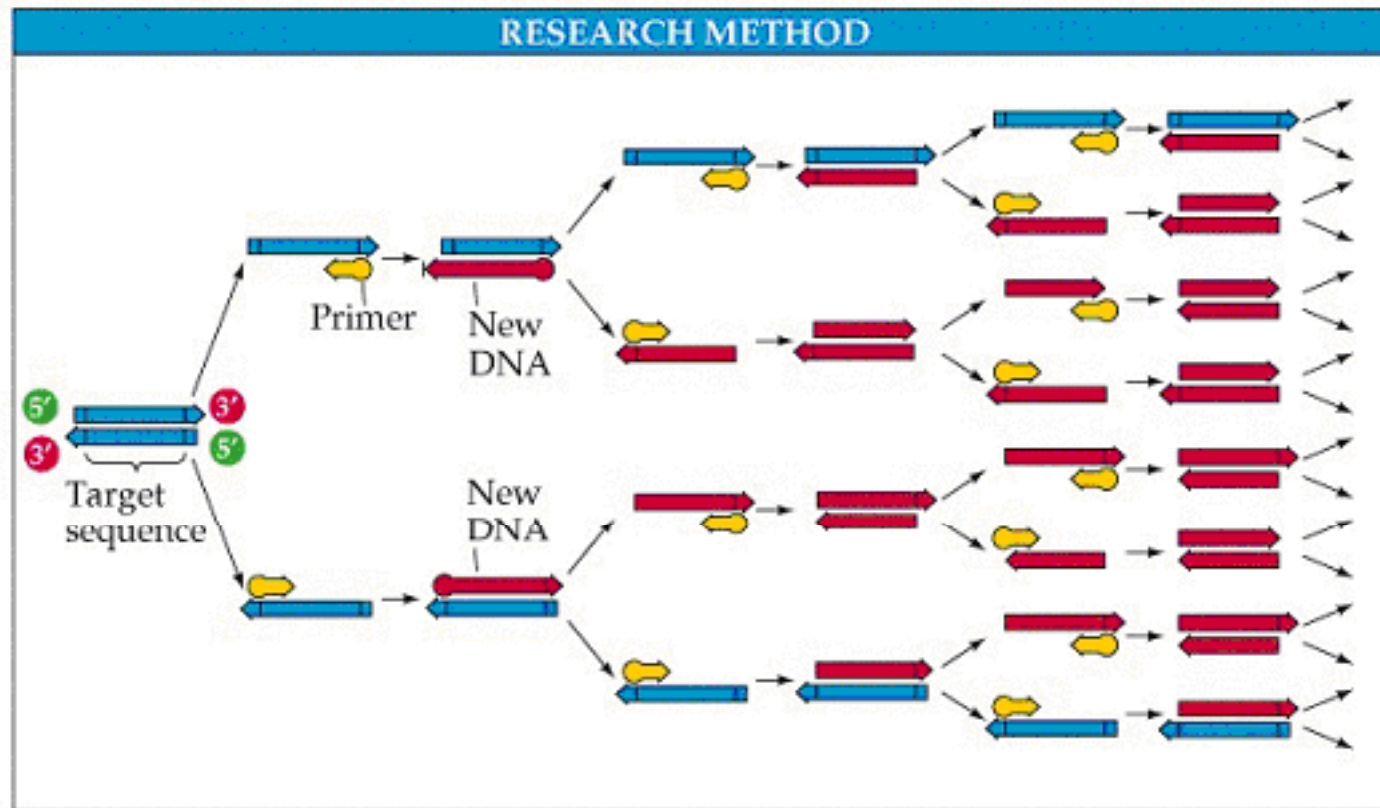 RESEARCH METHOD
Primer
New
DNA
5′
3′
3′
5′
Target
sequence
New
DNA